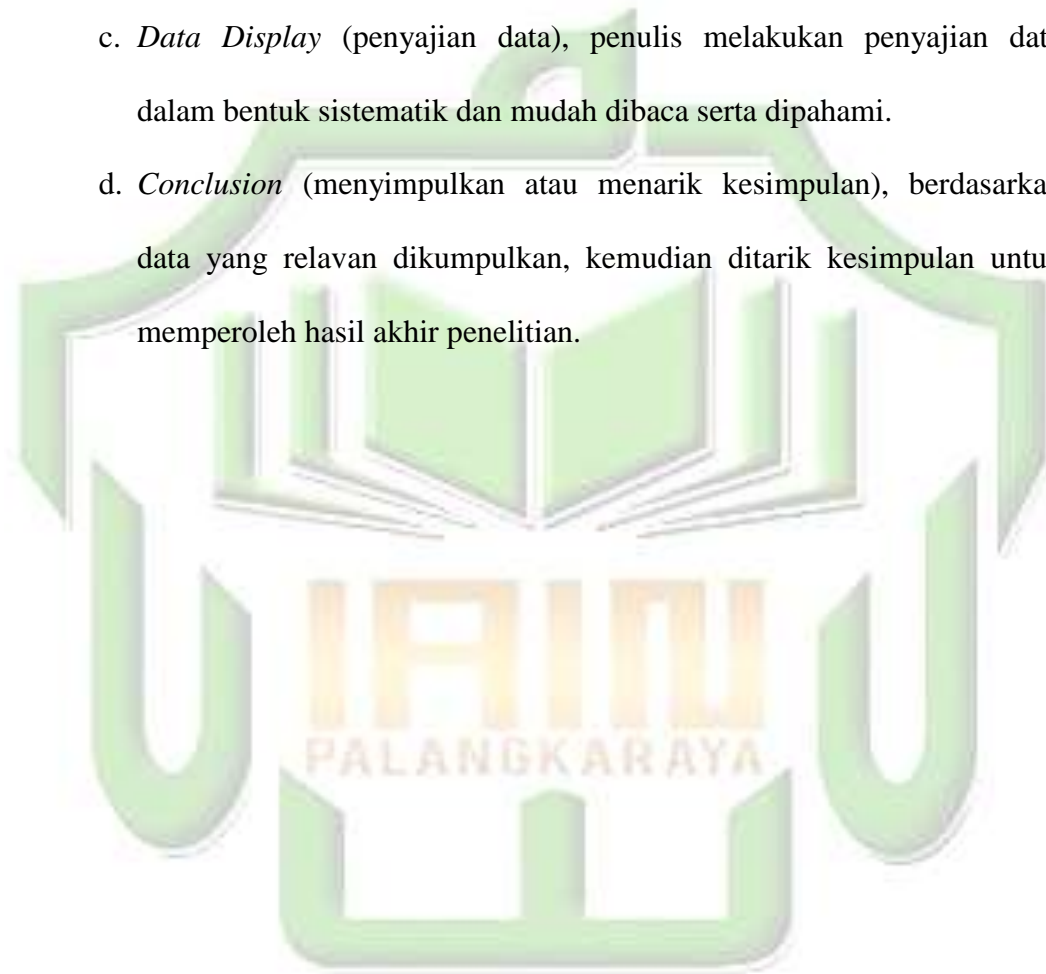 c. Data Display (penyajian data), penulis melakukan penyajian dat
dalam bentuk sistematik dan mudah dibaca serta dipahami.
d. Conclusion (menyimpulkan atau menarik kesimpulan), berdasarka
data yang relavan dikumpulkan, kemudian ditarik kesimpulan untu
memperoleh hasil akhir penelitian.
IAIN
PALANGKARAYA